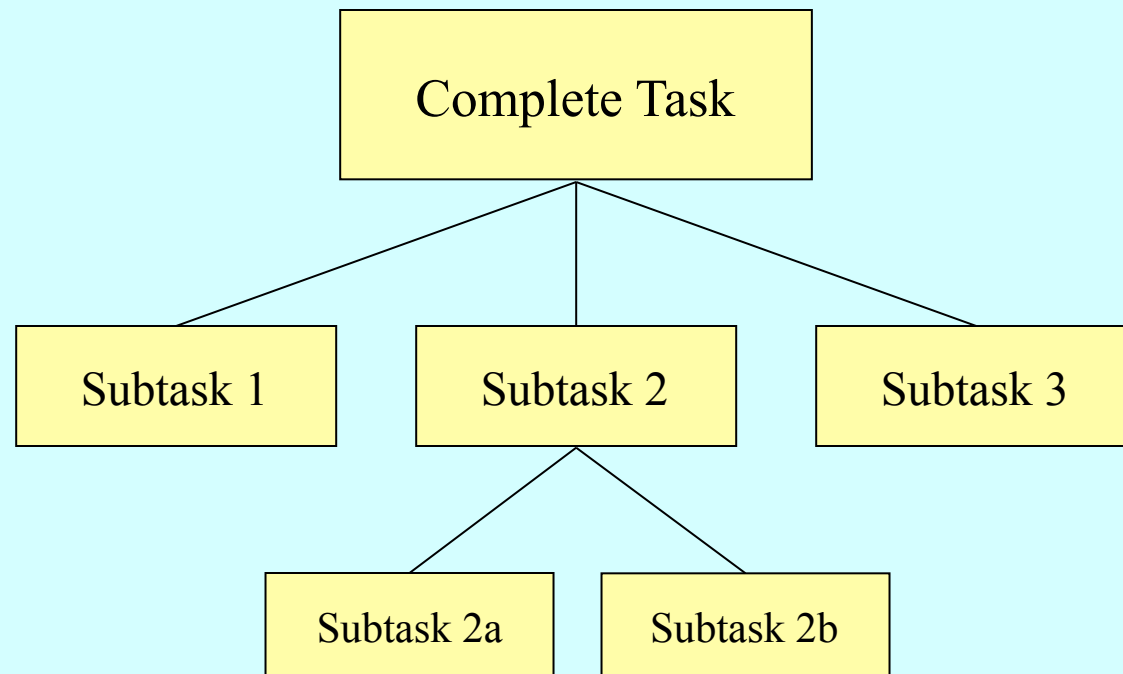 Complete Task
Subtask 1
Subtask 2
Subtask 3
Subtask 2a
Subtask 2b